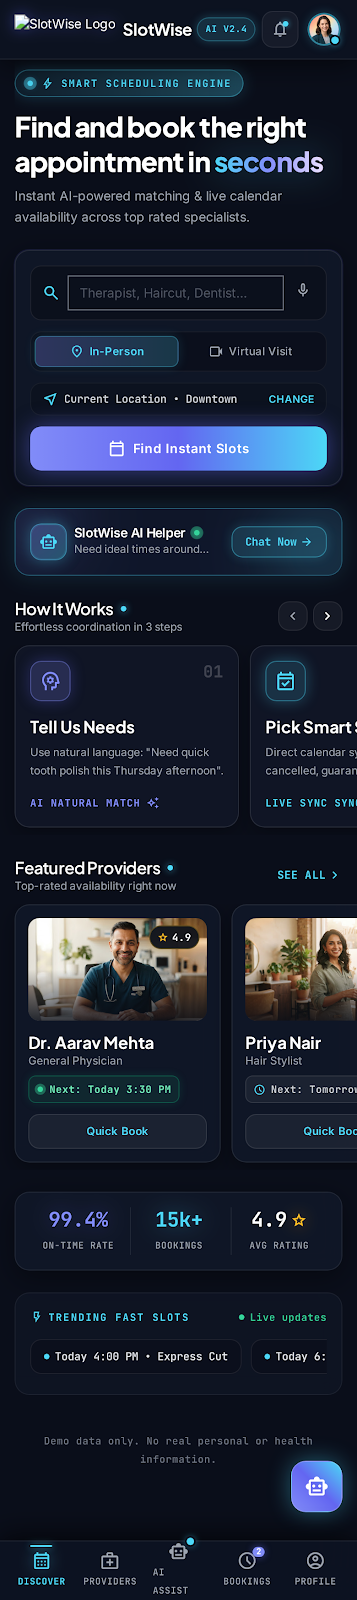 SlotWise Logo
SlotWise
AI V2.4
SMART SCHEDULING ENGINE
Find and book the right
appointment in seconds
Instant AI-powered matching & live calendar
availability across top rated specialists.
Therapist, Haircut, Dentist...
In-Person
Virtual Visit
Current Location • Downtown
CHANGE
Find Instant Slots
SlotWise AI Helper
Need ideal times around...
Chat Now →
How It Works
Effortless coordination in 3 steps
01
Tell Us Needs
Use natural language: "Need quick
tooth polish this Thursday afternoon".
AI NATURAL MATCH
Pick Smart S
Direct calendar sy
cancelled, guaran
LIVE SYNC SYN
Featured Providers
Top-rated availability right now
SEE ALL
4.9
Dr. Aarav Mehta
General Physician
Next: Today 3:30 PM
Quick Book
Priya Nair
Hair Stylist
Next: Tomorrow
Quick Boo
99.4%
ON-TIME RATE
15k+
BOOKINGS
4.9
AVG RATING
TRENDING FAST SLOTS
Live updates
Today 4:00 PM • Express Cut
Today 6:
Demo data only. No real personal or health
information.
DISCOVER
PROVIDERS
AI
ASSIST
2
BOOKINGS
PROFILE